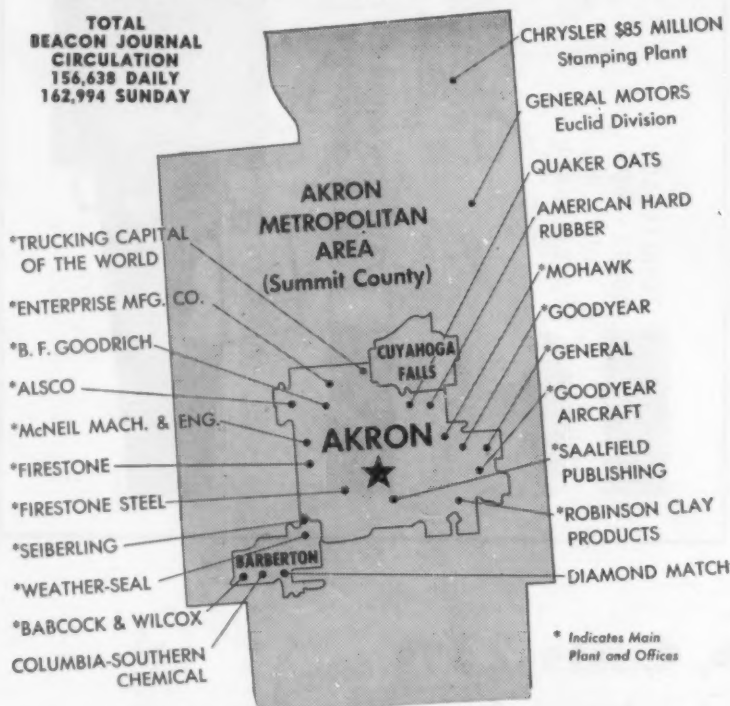 TOTAL
BEACON JOURNAL
CIRCULATION
156,638 DAILY
162,994 SUNDAY
CHRYSLER $85 MILLION
Stamping Plant
GENERAL MOTORS
Euclid Division
QUAKER OATS
AMERICAN HARD
RUBBER
*MOHAWK
*GOODYEAR
*GENERAL
*GOODYEAR
AIRCRAFT
*SAALFIELD
PUBLISHING
*ROBINSON CLAY
PRODUCTS
DIAMOND MATCH
* Indicates Main
Plant and Offices
AKRON
METROPOLITAN
AREA
(Summit County)
CUYAHOGA
FALLS
AKRON
BARBERTON
*TRUCKING CAPITAL
OF THE WORLD
*ENTERPRISE MFG. CO.
*B. F. GOODRICH
*ALSCO
*McNEIL MACH. & ENG.
*FIRESTONE
*FIRESTONE STEEL
*SEIBERLING
*WEATHER-SEAL
*BABCOCK & WILCOX
COLUMBIA-SOUTHERN
CHEMICAL